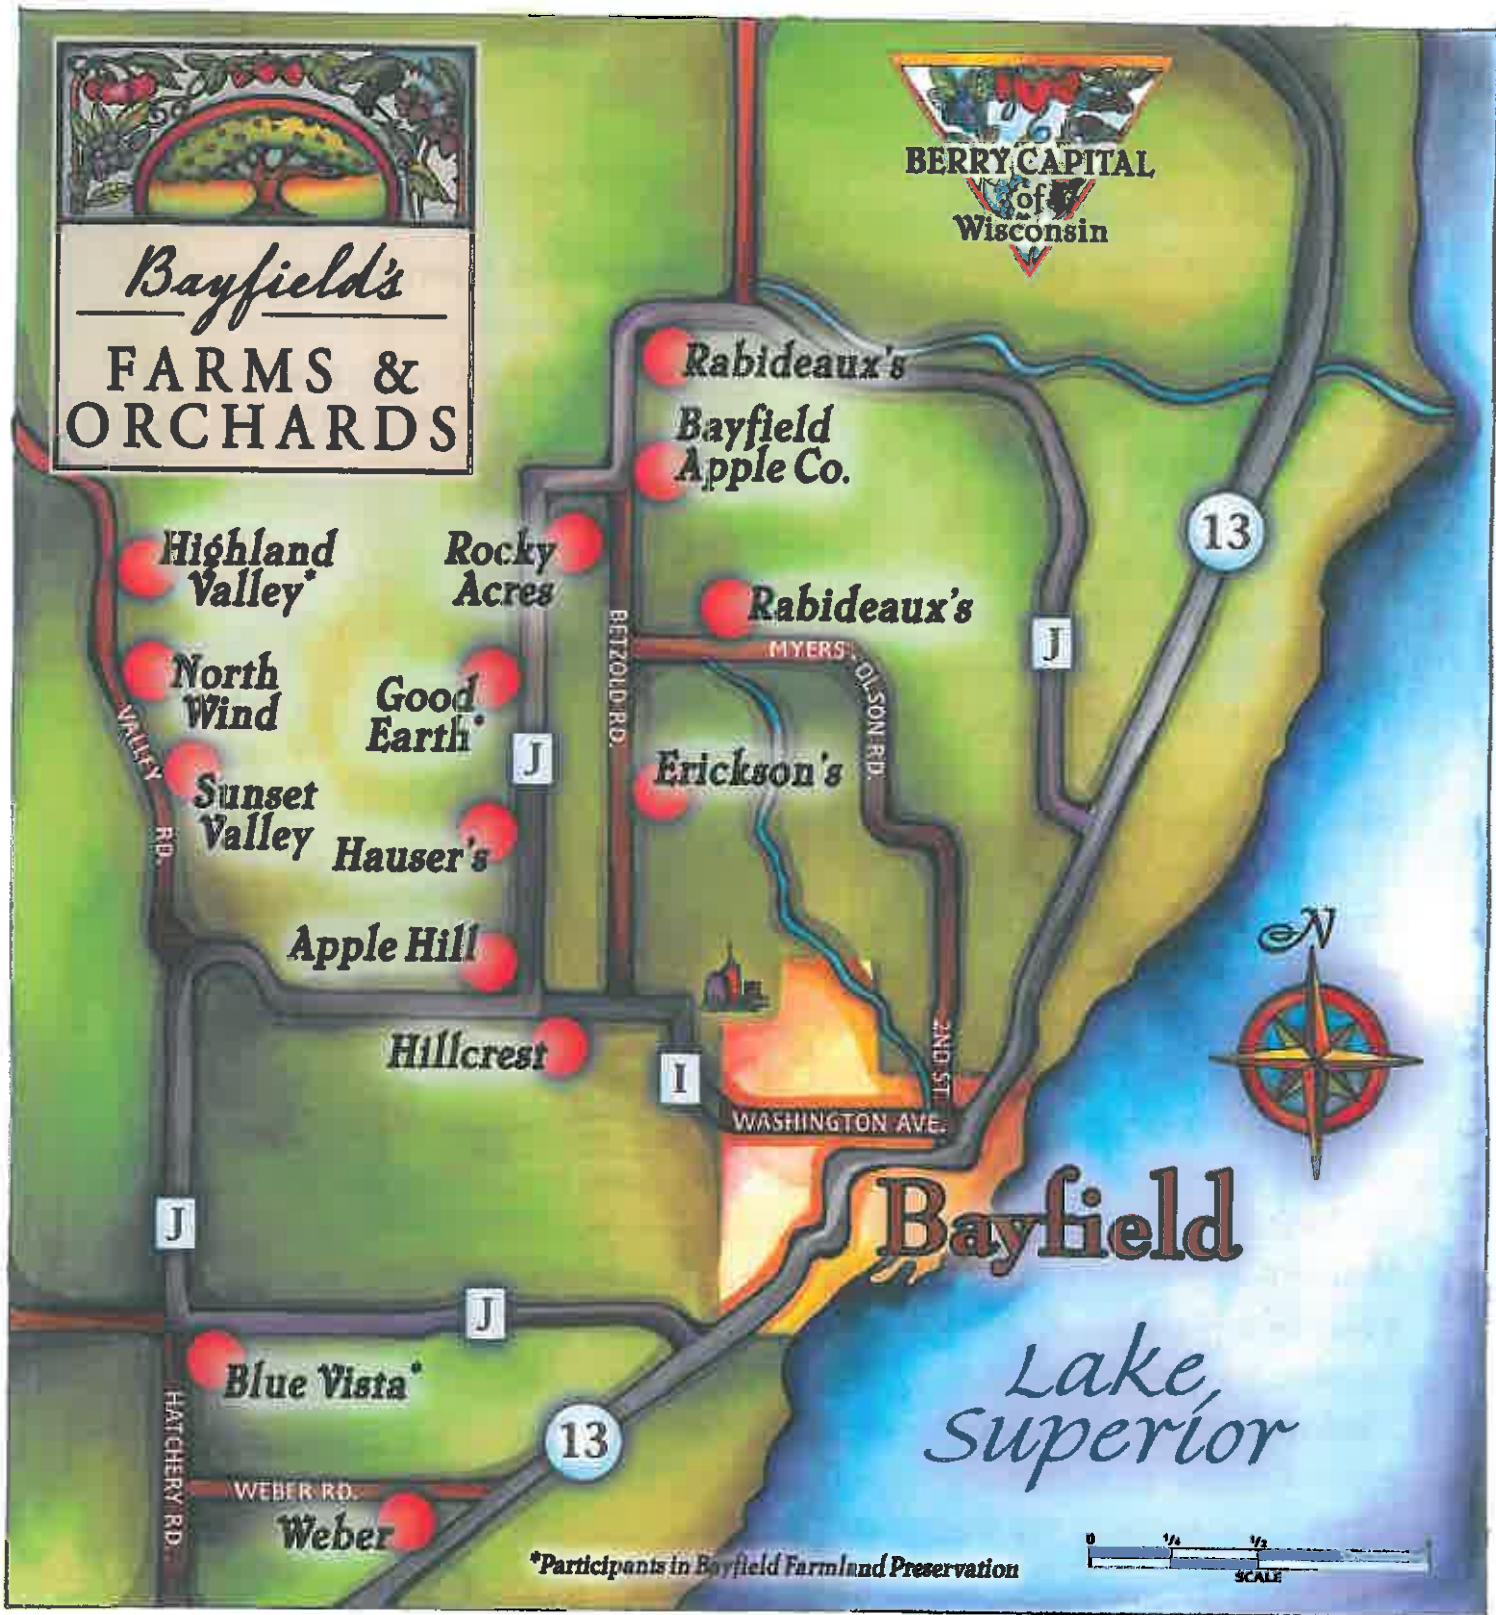 Bayfield's
FARMS &
ORCHARDS
BERRY CAPITAL
of
Wisconsin
Rabideaux's
Bayfield
Apple Co.
13
Highland
Valley*
Rocky
Acres
Rabideaux's
BETZOLD RD.
MYERS
OLSON RD.
J
North
Wind
Good
Earth*
VALLEY
RD.
J
Erickson's
Sunset
Valley
Hauser's
N
Apple Hill
Hillcrest
I
2ND ST.
WASHINGTON AVE.
Bayfield
J
J
Lake
Superior
Blue Vista*
HATCHERY RD.
13
WEBER RD.
Weber
*Participants in Bayfield Farmland Preservation
0 1/4 1/2
SCALE